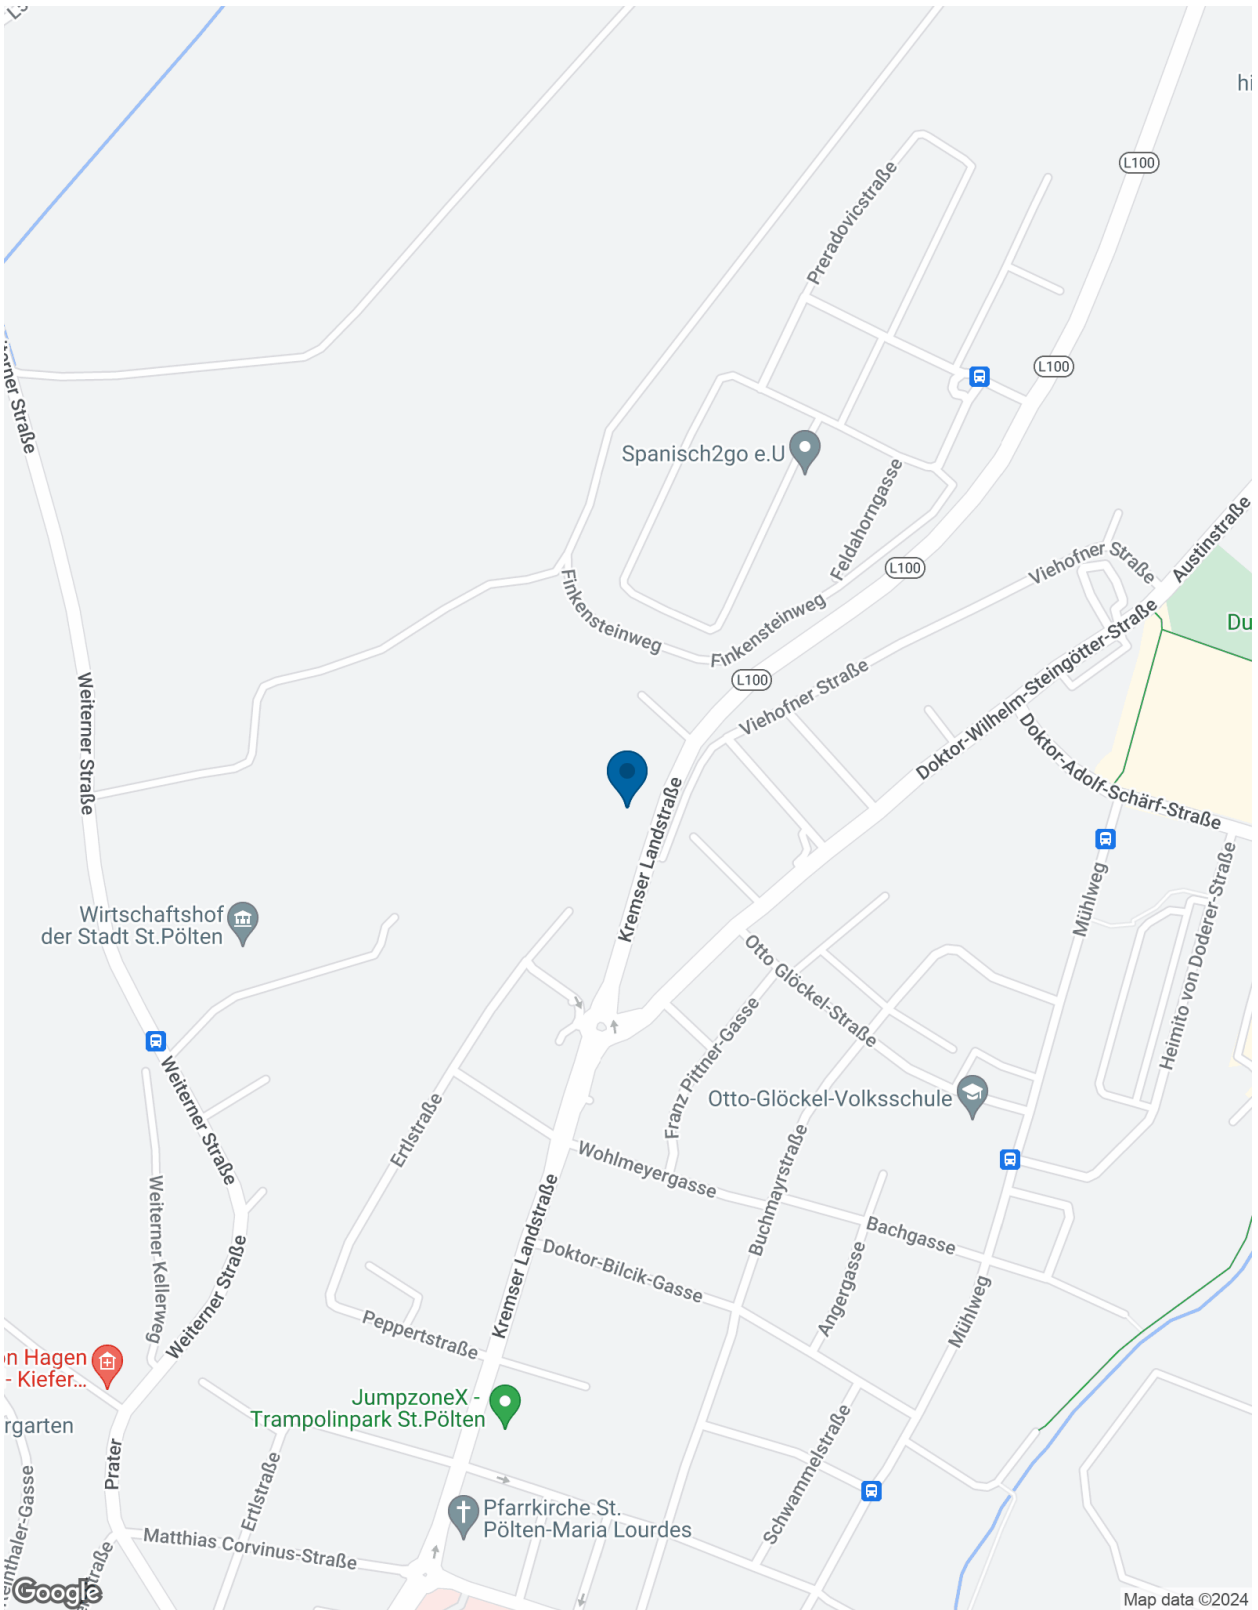 L100
Preradovicstraße
L100
Spanisch2go e.U
Feldahorngasse
Austinstraße
L100
Viehofner Straße
Finkensteinweg
Finkensteinweg
Doktor-Wilhelm-Steingötter-Straße
L100
Viehofner Straße
Weiterner Straße
Doktor-Adolf-Schärf-Straße
Kremser Landstraße
Wirtschaftshof
der Stadt St.Pölten
Mühlweg
Heimito von Doderer-Straße
Otto Glöckel-Straße
Franz Pittner-Gasse
Weiterner Straße
Otto-Glöckel-Volksschule
Ertlstraße
Wohlmeyergasse
Buchmayrstraße
Weiterner Kellerweg
Kremser Landstraße
Bachgasse
Angergasse
Doktor-Bilcik-Gasse
Weiterner Straße
Mühlweg
Peppertstraße
on Hagen
- Kiefer...
JumpzoneX -
Trampolinpark St.Pölten
rgarten
Prater
Ertlstraße
Schwammelstraße
Pfarrkirche St.
Pölten-Maria Lourdes
Matthias Corvinus-Straße
Google
Map data ©2024